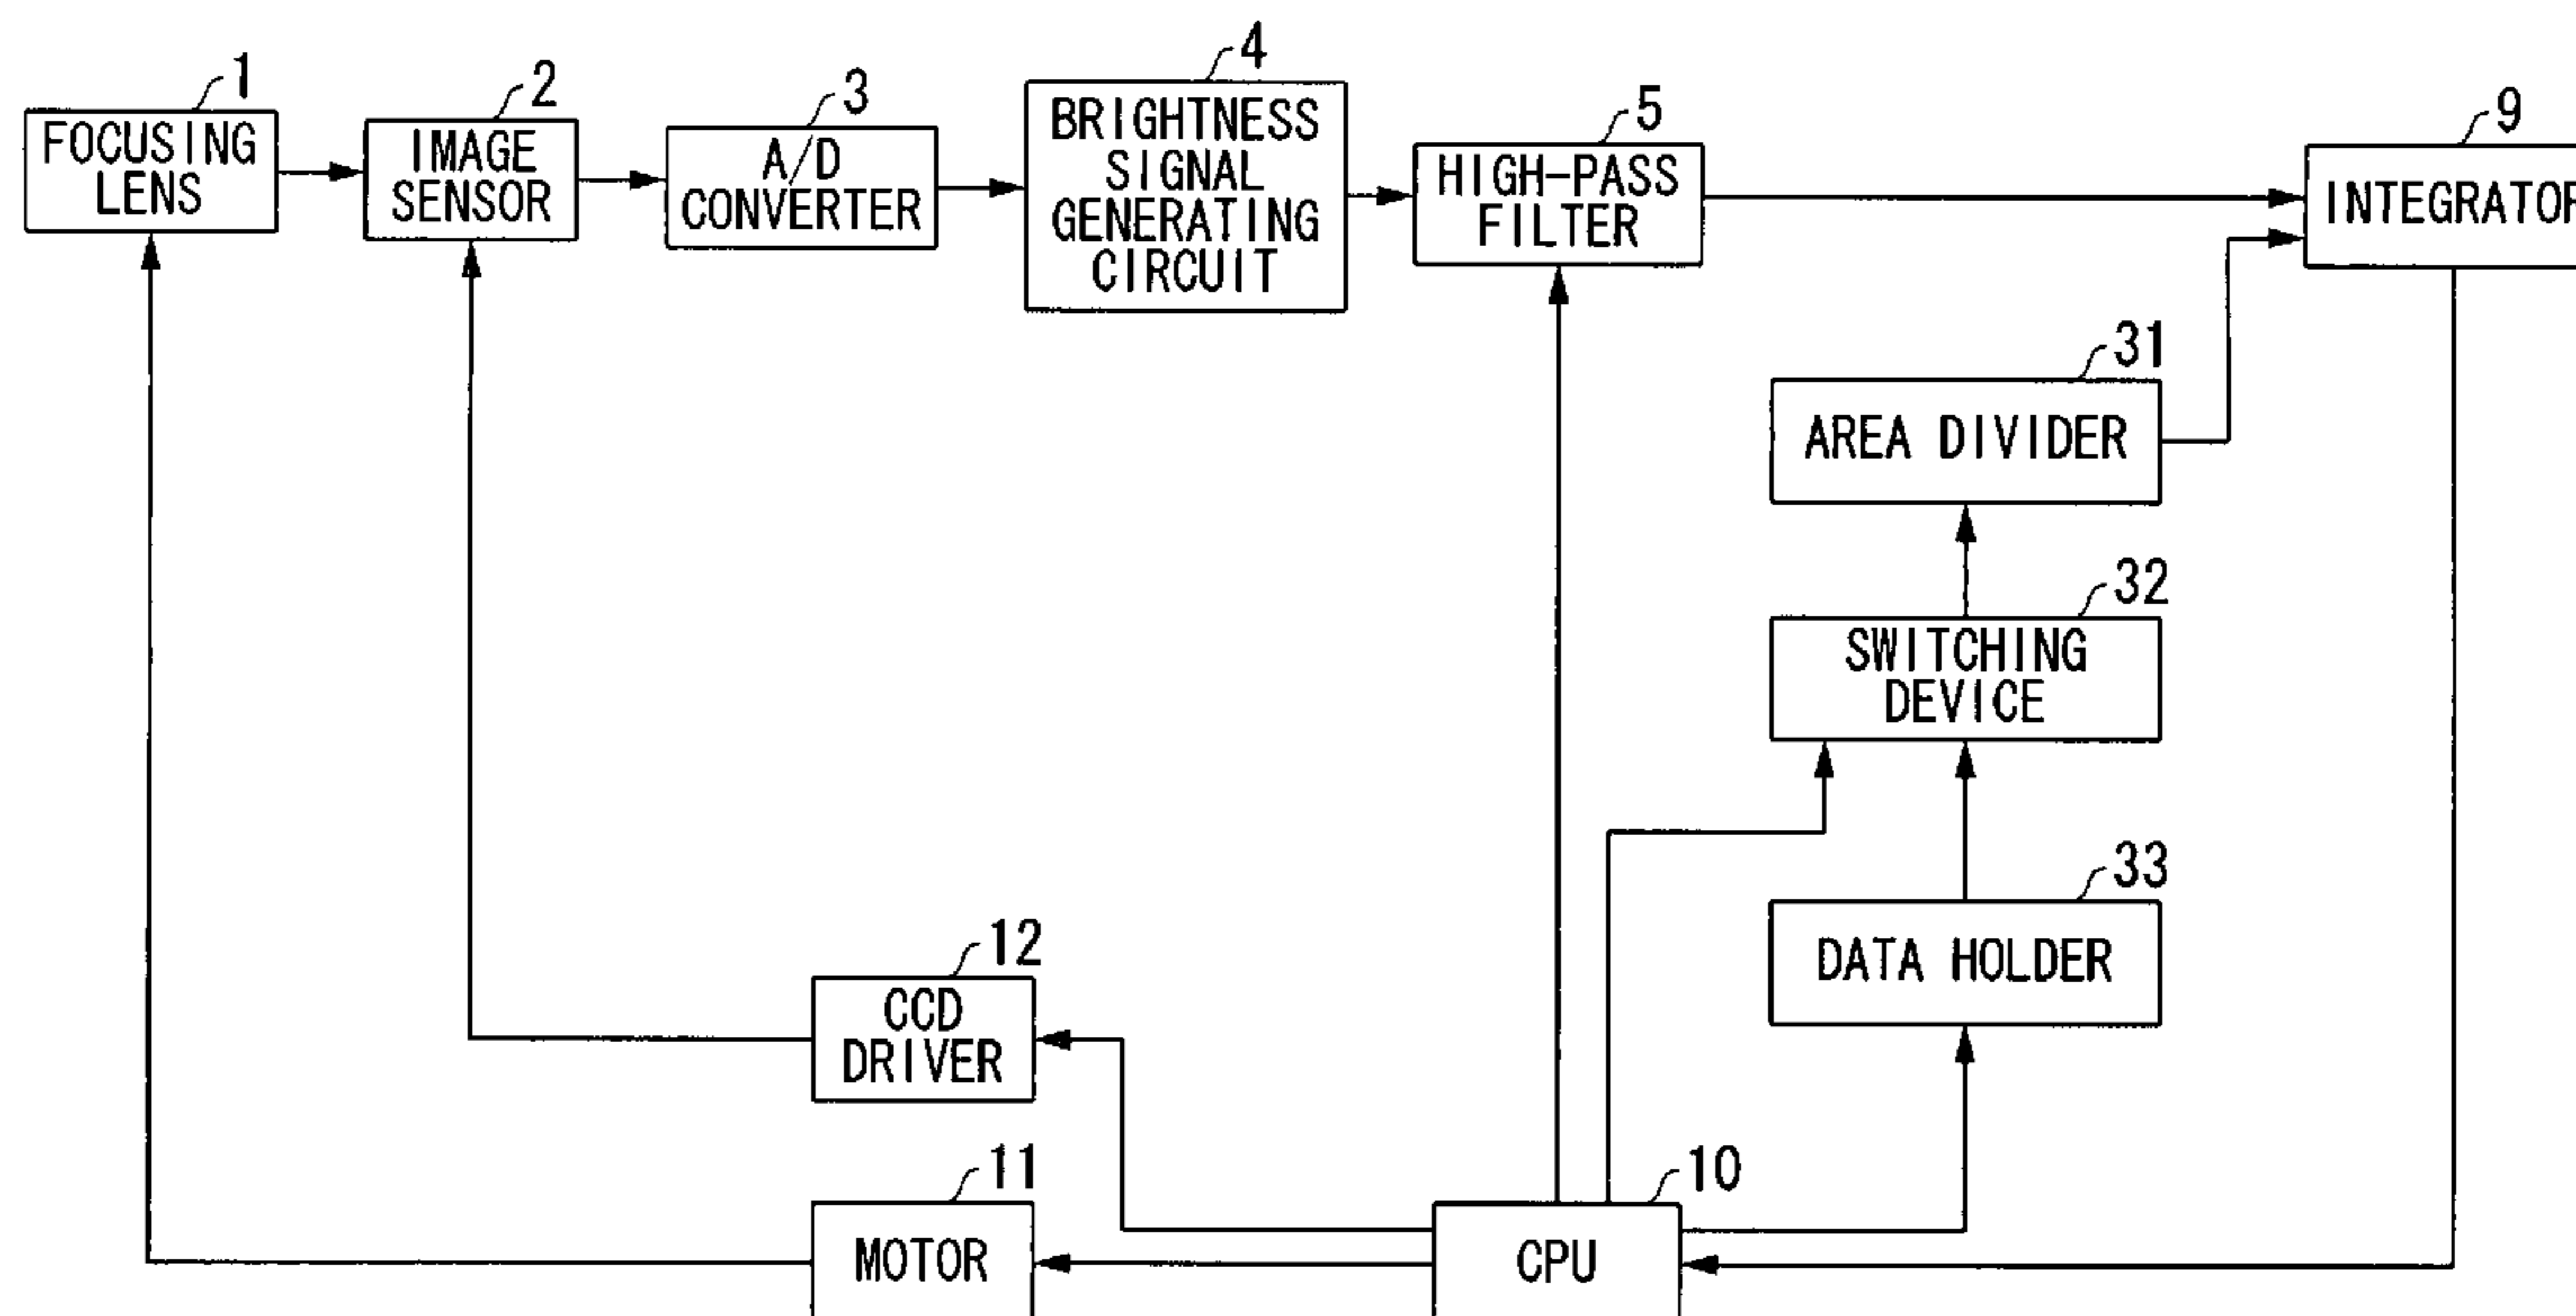 1
FOCUSING
LENS
2
IMAGE
SENSOR
3
A/D
CONVERTER
4
BRIGHTNESS
SIGNAL
GENERATING
CIRCUIT
5
HIGH-PASS
FILTER
9
INTEGRATOR
31
AREA DIVIDER
32
SWITCHING
DEVICE
33
DATA HOLDER
12
CCD
DRIVER
11
MOTOR
10
CPU